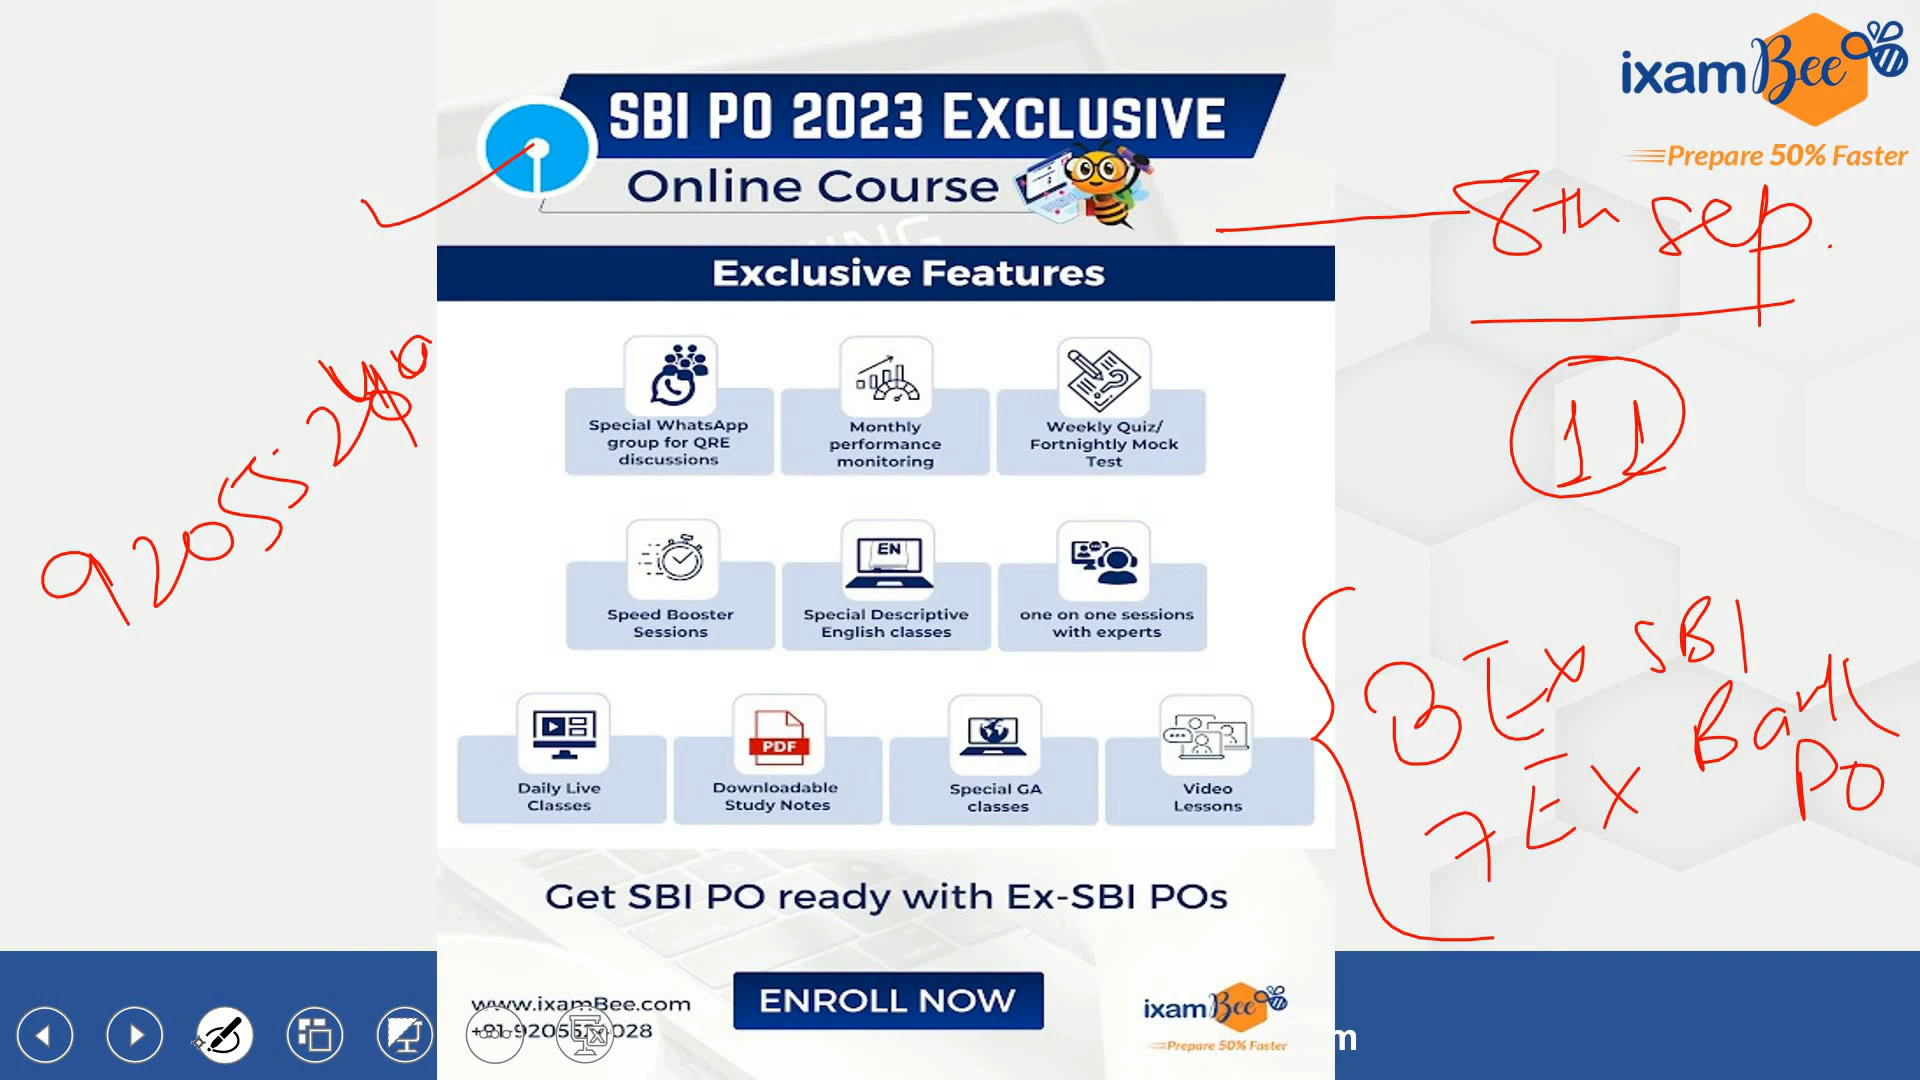 ixamBee
Prepare 50% Faster
SBI PO 2023 EXCLUSIVE
Online Course
8th sep.
Exclusive Features
11
Special WhatsApp
group for QRE
discussions
Monthly
performance
monitoring
Weekly Quiz/
Fortnightly Mock
Test
92055
EN
Speed Booster
Sessions
Special Descriptive
English classes
one on one sessions
with experts
3 Ex SBI
7 Ex Bank
PO
PDF
Daily Live
Classes
Downloadable
Study Notes
Special GA
classes
Video
Lessons
Get SBI PO ready with Ex-SBI POs
www.ixamBee.com
ENROLL NOW
ixamBee
Prepare 50% Faster